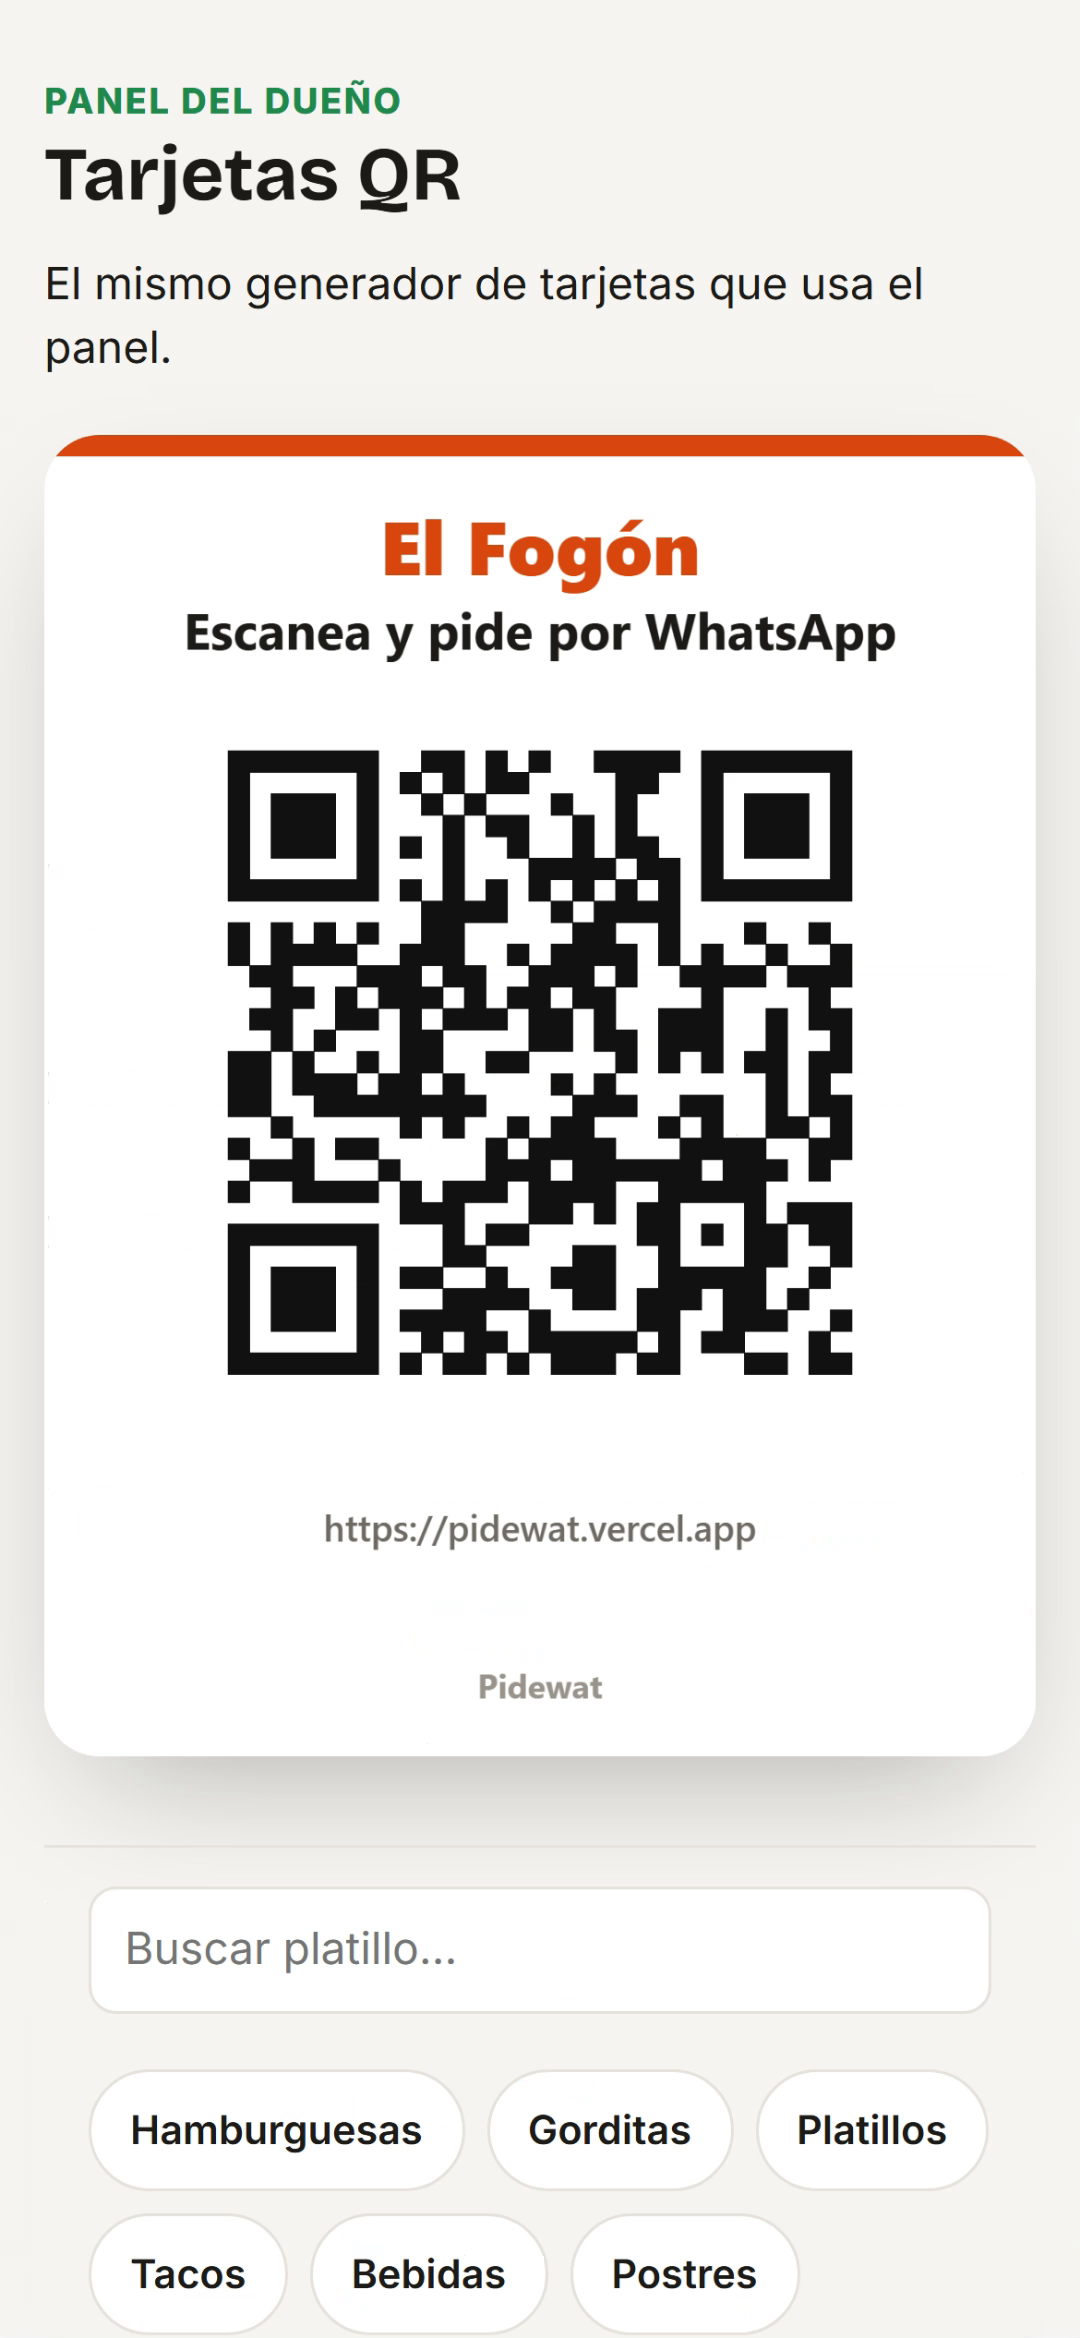 PANEL DEL DUEÑO
Tarjetas QR
El mismo generador de tarjetas que usa el
panel.
El Fogón
Escanea y pide por WhatsApp
https://pidewat.vercel.app
Pidewat
Buscar platillo...
Hamburguesas
Gorditas
Platillos
Tacos
Bebidas
Postres